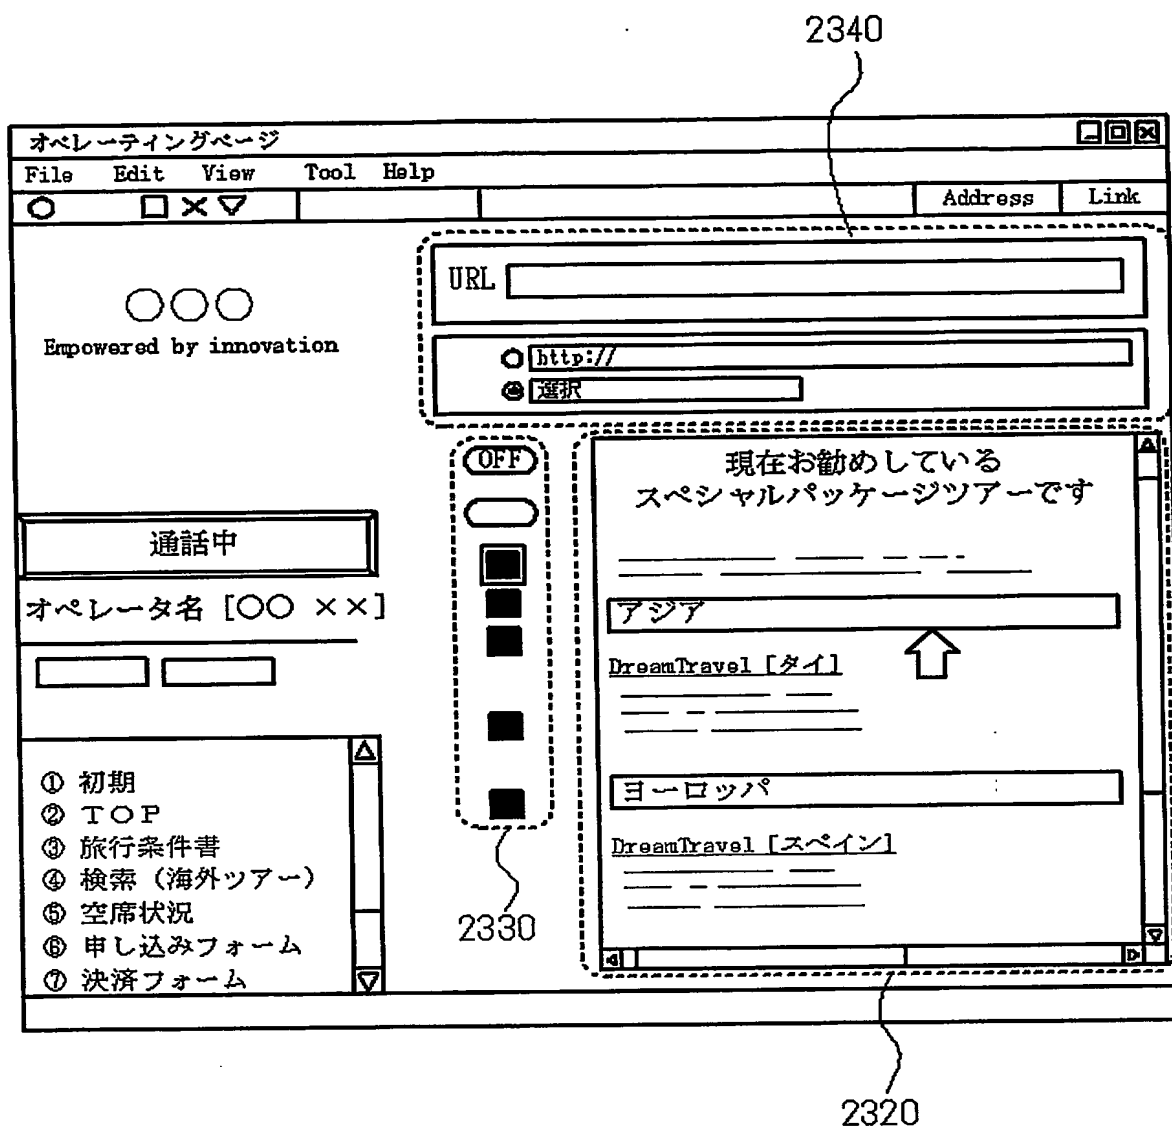 2340
オペレーティングページ
File Edit View Tool Help
Address Link
URL
○○○
Empowered by innovation
http://
選択
OFF
現在お勧めしている
スペシャルパッケージツアーです
通話中
オペレータ名 [○○ ××]
アジア
DreamTravel [タイ]
ヨーロッパ
DreamTravel [スペイン]
① 初期
② TOP
③ 旅行条件書
④ 検索（海外ツアー）
⑤ 空席状況
⑥ 申し込みフォーム
⑦ 決済フォーム
2330
2320